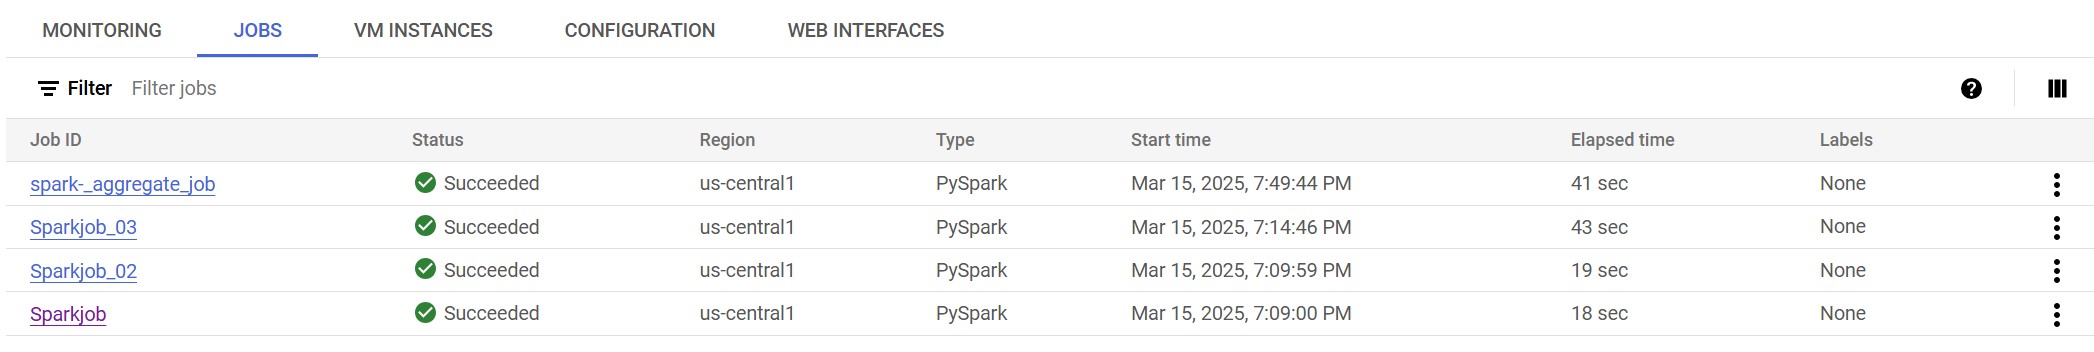 MONITORING JOBS VM INSTANCES CONFIGURATION WEB INTERFACES
Filter Filter jobs
Job ID Status Region Type Start time Elapsed time Labels
spark-_aggregate_job Succeeded us-central1 PySpark Mar 15, 2025, 7:49:44 PM 41 sec None
Sparkjob_03 Succeeded us-central1 PySpark Mar 15, 2025, 7:14:46 PM 43 sec None
Sparkjob_02 Succeeded us-central1 PySpark Mar 15, 2025, 7:09:59 PM 19 sec None
Sparkjob Succeeded us-central1 PySpark Mar 15, 2025, 7:09:00 PM 18 sec None